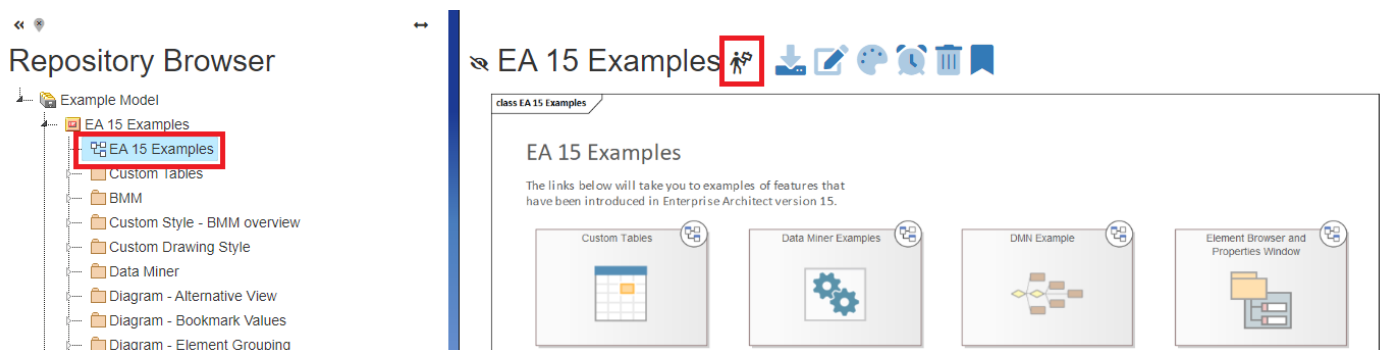 Repository Browser
Example Model
EA 15 Examples
EA 15 Examples
Custom Tables
BMM
Custom Style - BMM overview
Custom Drawing Style
Data Miner
Diagram - Alternative View
Diagram - Bookmark Values
Diagram - Element Grouping
EA 15 Examples
class EA 15 Examples
EA 15 Examples
The links below will take you to examples of features that
have been introduced in Enterprise Architect version 15.
Custom Tables
Data Miner Examples
DMN Example
Element Browser and
Properties Window